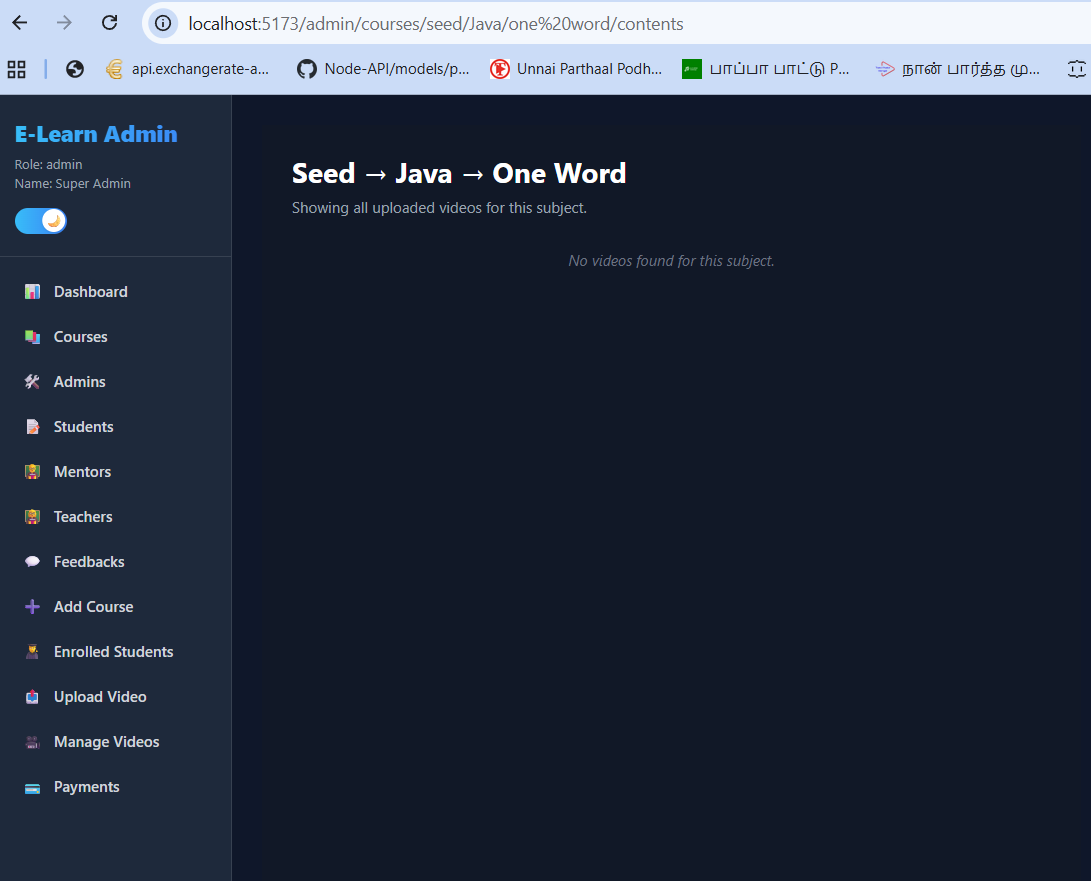 localhost:5173/admin/courses/seed/Java/one%20word/contents
api.exchangerate-a...
Node-API/models/p...
Unnai Parthaal Podh...
பாப்பா பாட்டு P...
நான் பார்த்த மு...
E-Learn Admin
Role: admin
Name: Super Admin
Dashboard
Courses
Admins
Students
Mentors
Teachers
Feedbacks
Add Course
Enrolled Students
Upload Video
Manage Videos
Payments
Seed → Java → One Word
Showing all uploaded videos for this subject.
No videos found for this subject.